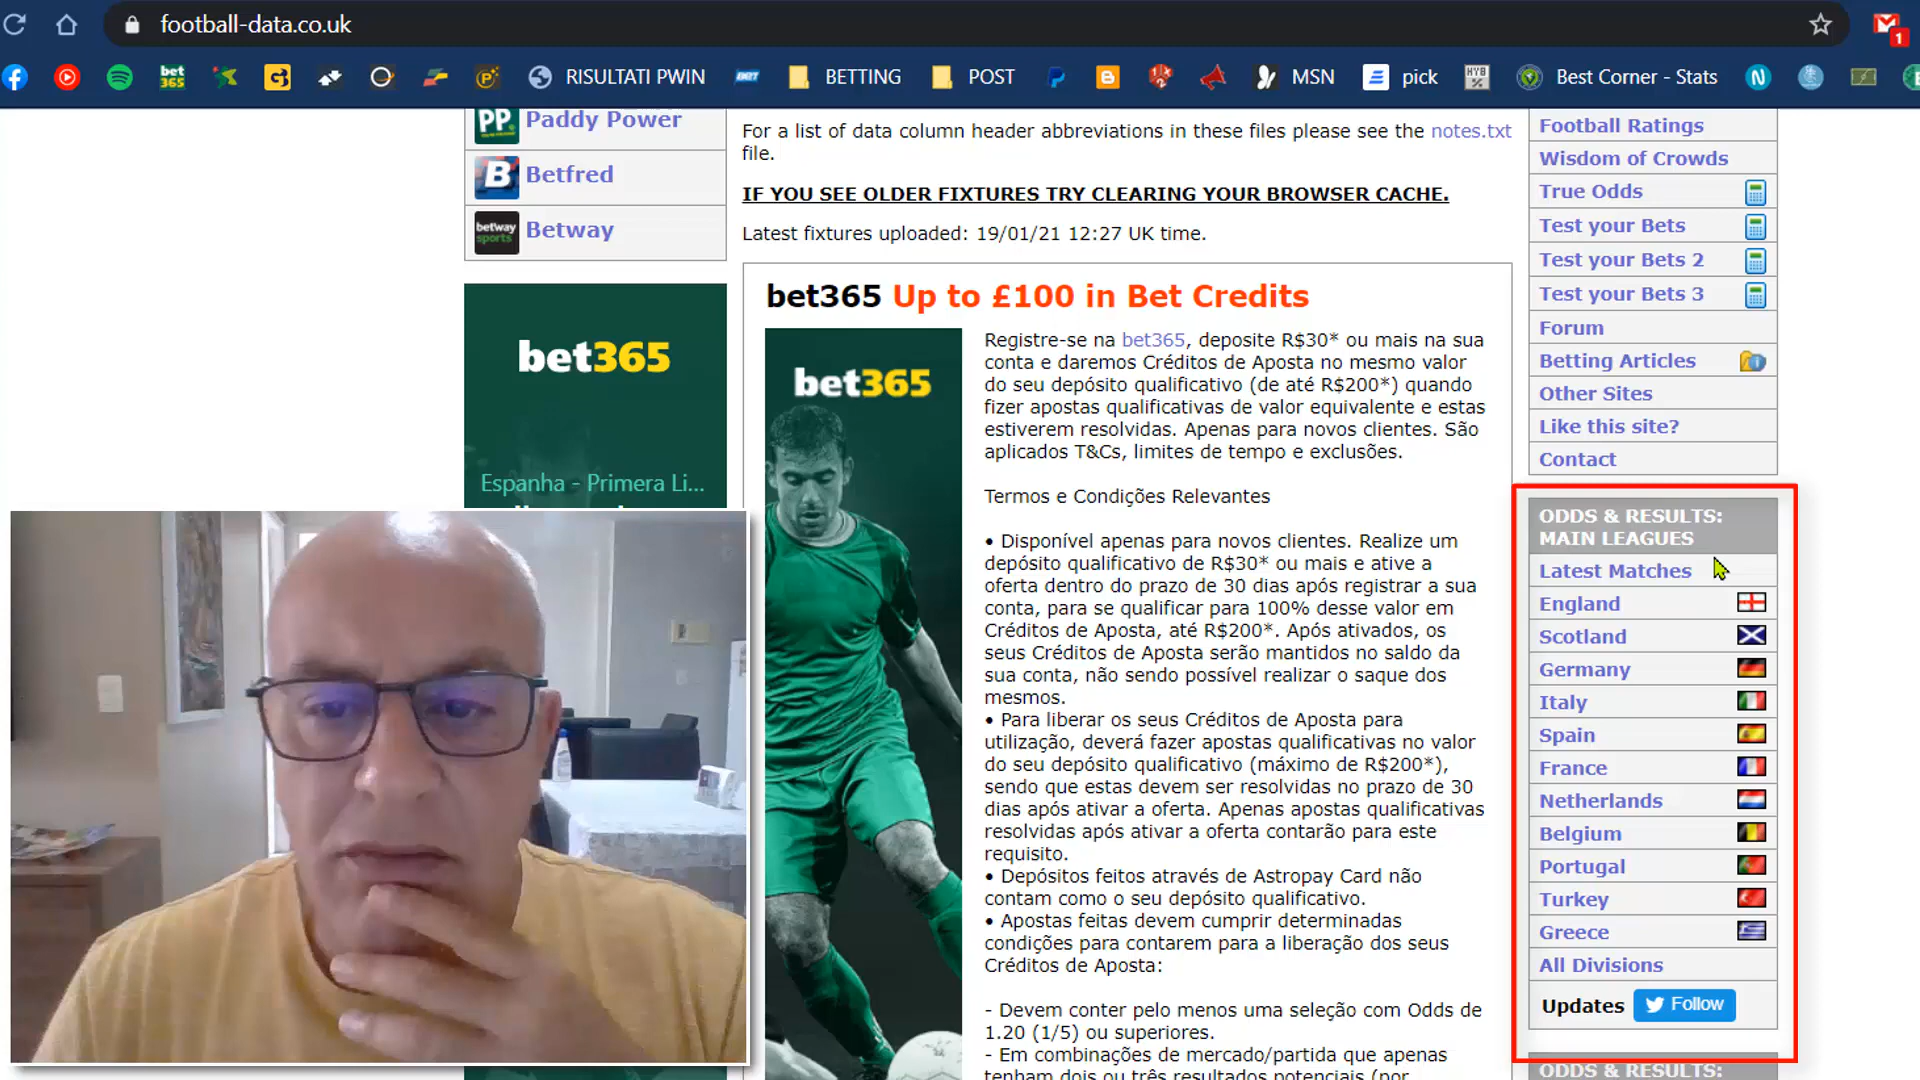 football-data.co.uk
1
bet
365
RISULTATI PWIN
BETTING
POST
MSN
pick
Best Corner - Stats
PP
Paddy Power
B
Betfred
betway
sports
Betway
bet365
Espanha - Primera Li...
For a list of data column header abbreviations in these files please see the notes.txt
file.
IF YOU SEE OLDER FIXTURES TRY CLEARING YOUR BROWSER CACHE.
Latest fixtures uploaded: 19/01/21 12:27 UK time.
bet365 Up to £100 in Bet Credits
bet365
Registre-se na bet365, deposite R$30* ou mais na sua
conta e daremos Créditos de Aposta no mesmo valor
do seu depósito qualificativo (de até R$200*) quando
fizer apostas qualificativas de valor equivalente e estas
estiverem resolvidas. Apenas para novos clientes. São
aplicados T&Cs, limites de tempo e exclusões.
Termos e Condições Relevantes
• Disponível apenas para novos clientes. Realize um
depósito qualificativo de R$30* ou mais e ative a
oferta dentro do prazo de 30 dias após registrar a sua
conta, para se qualificar para 100% desse valor em
Créditos de Aposta, até R$200*. Após ativados, os
seus Créditos de Aposta serão mantidos no saldo da
sua conta, não sendo possível realizar o saque dos
mesmos.
• Para liberar os seus Créditos de Aposta para
utilização, deverá fazer apostas qualificativas no valor
do seu depósito qualificativo (máximo de R$200*),
sendo que estas devem ser resolvidas no prazo de 30
dias após ativar a oferta. Apenas apostas qualificativas
resolvidas após ativar a oferta contarão para este
requisito.
• Depósitos feitos através de Astropay Card não
contam como o seu depósito qualificativo.
• Apostas feitas devem cumprir determinadas
condições para contarem para a liberação dos seus
Créditos de Aposta:
- Devem conter pelo menos uma seleção com Odds de
1.20 (1/5) ou superiores.
- Em combinações de mercado/partida que apenas
tenham dois ou três resultados potenciais (por
Football Ratings
Wisdom of Crowds
True Odds
Test your Bets
Test your Bets 2
Test your Bets 3
Forum
Betting Articles
Other Sites
Like this site?
Contact
ODDS & RESULTS:
MAIN LEAGUES
Latest Matches
England
Scotland
Germany
Italy
Spain
France
Netherlands
Belgium
Portugal
Turkey
Greece
All Divisions
Updates Follow
ODDS & RESULTS: